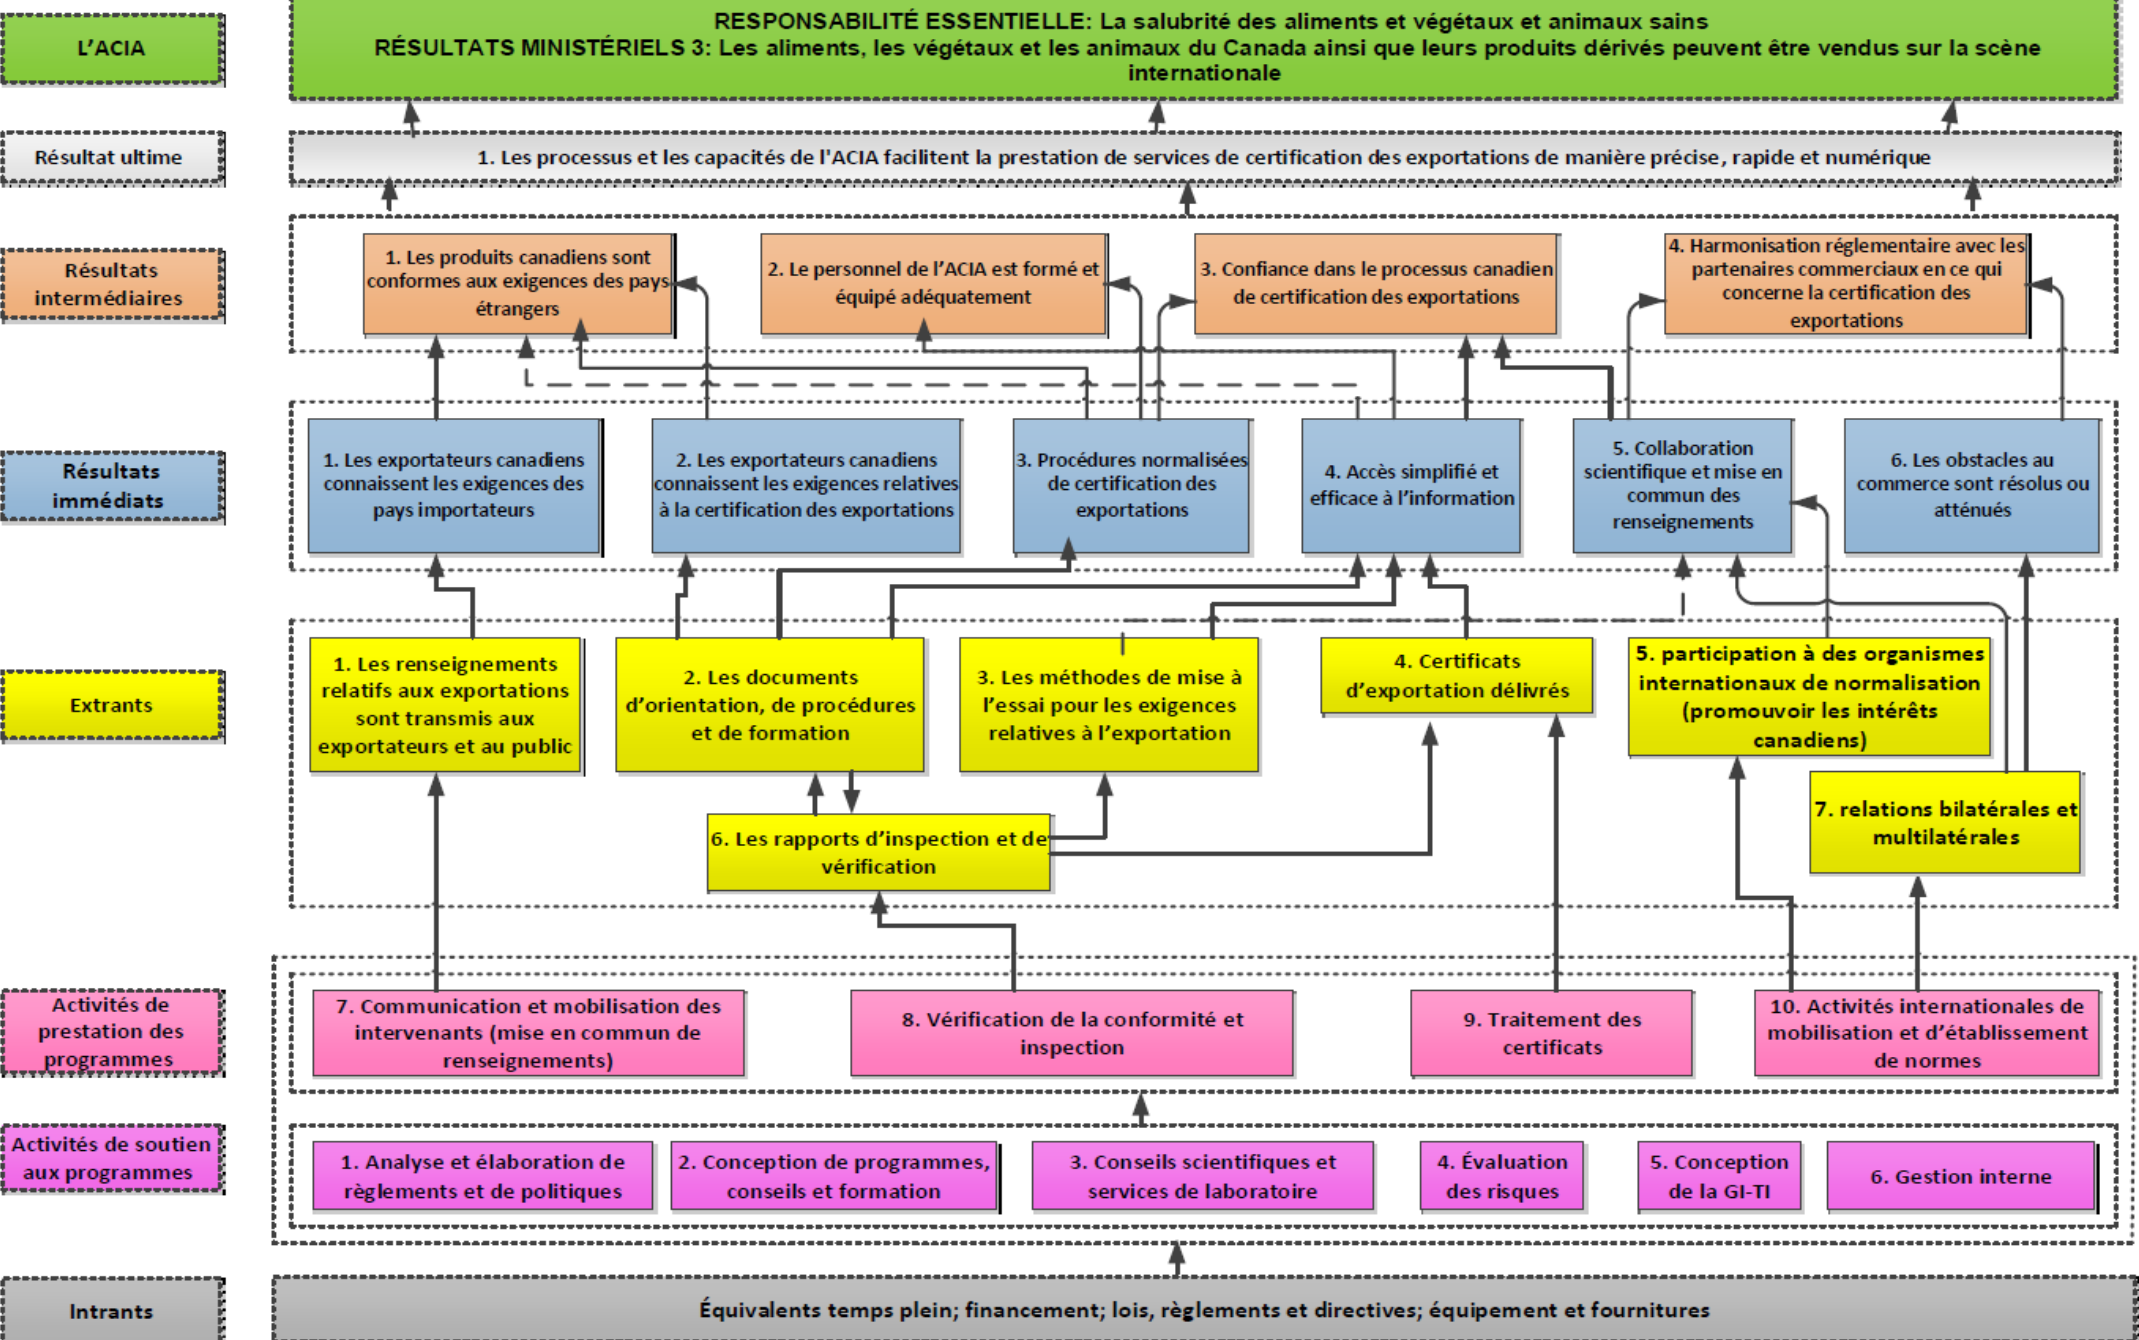 L'ACIA
RESPONSABILITÉ ESSENTIELLE: La salubrité des aliments et végétaux et animaux sains
RÉSULTATS MINISTÉRIELS 3: Les aliments, les végétaux et les animaux du Canada ainsi que leurs produits dérivés peuvent être vendus sur la scène
internationale
Résultat ultime
1. Les processus et les capacités de l'ACIA facilitent la prestation de services de certification des exportations de manière précise, rapide et numérique
Résultats
intermédiaires
1. Les produits canadiens sont
conformes aux exigences des pays
étrangers
2. Le personnel de l'ACIA est formé et
équipé adéquatement
3. Confiance dans le processus canadien
de certification des exportations
4. Harmonisation réglementaire avec les
partenaires commerciaux en ce qui
concerne la certification des
exportations
Résultats
immédiats
1. Les exportateurs canadiens
connaissent les exigences des
pays importateurs
2. Les exportateurs canadiens
connaissent les exigences relatives
à la certification des exportations
3. Procédures normalisées
de certification des
exportations
4. Accès simplifié et
efficace à l'information
5. Collaboration
scientifique et mise en
commun des
renseignements
6. Les obstacles au
commerce sont résolus ou
atténués
Extrants
1. Les renseignements
relatifs aux exportations
sont transmis aux
exportateurs et au public
2. Les documents
d'orientation, de procédures
et de formation
3. Les méthodes de mise à
l'essai pour les exigences
relatives à l'exportation
4. Certificats
d'exportation délivrés
5. participation à des organismes
internationaux de normalisation
(promouvoir les intérêts
canadiens)
6. Les rapports d'inspection et de
vérification
7. relations bilatérales et
multilatérales
Activités de
prestation des
programmes
7. Communication et mobilisation des
intervenants (mise en commun de
renseignements)
8. Vérification de la conformité et
inspection
9. Traitement des
certificats
10. Activités internationales de
mobilisation et d'établissement
de normes
Activités de soutien
aux programmes
1. Analyse et élaboration de
règlements et de politiques
2. Conception de programmes,
conseils et formation
3. Conseils scientifiques et
services de laboratoire
4. Évaluation
des risques
5. Conception
de la GI-TI
6. Gestion interne
Intrants
Équivalents temps plein; financement; lois, règlements et directives; équipement et fournitures